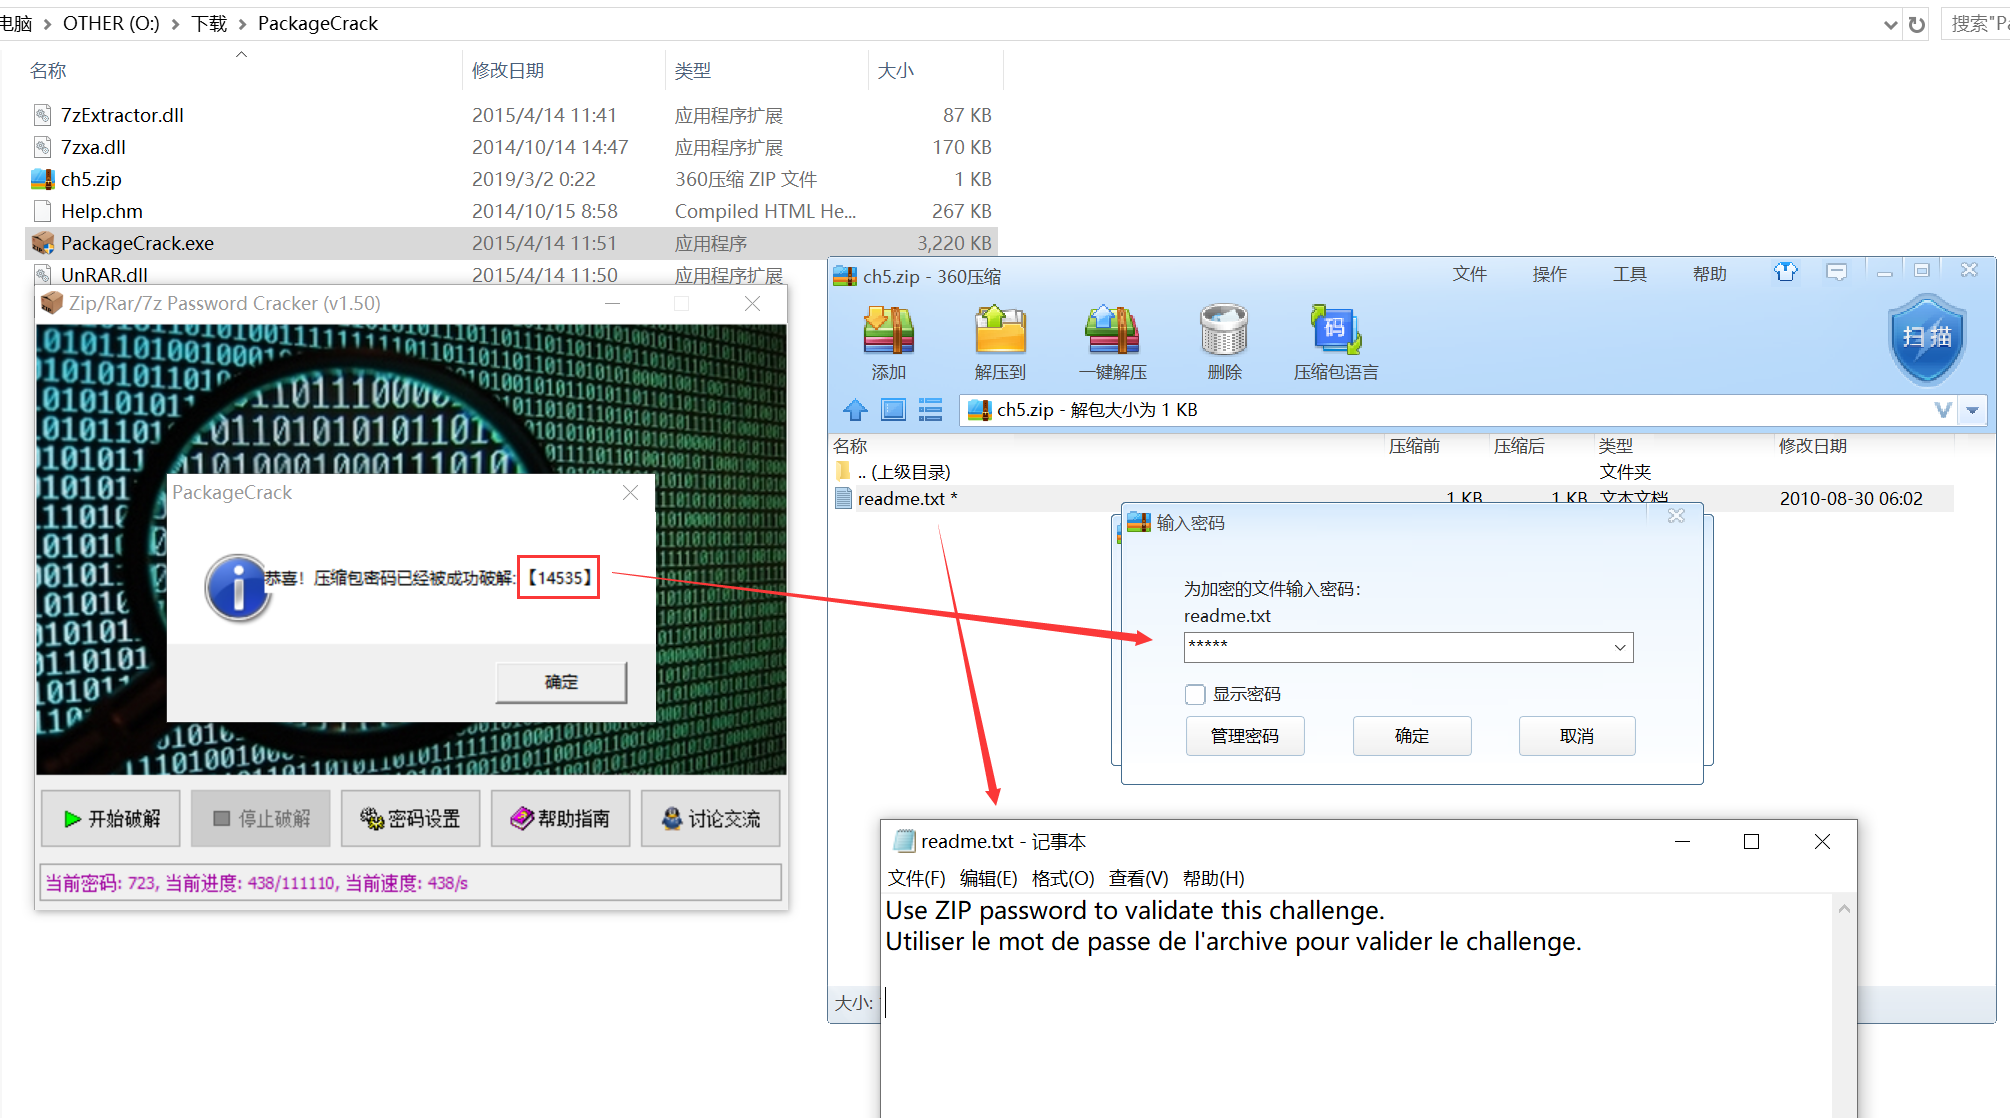 电脑 > OTHER (O:) > 下载 > PackageCrack
搜索"Pa
名称 修改日期 类型 大小
7zExtractor.dll 2015/4/14 11:41 应用程序扩展 87 KB
7zxa.dll 2014/10/14 14:47 应用程序扩展 170 KB
ch5.zip 2019/3/2 0:22 360压缩 ZIP 文件 1 KB
Help.chm 2014/10/15 8:58 Compiled HTML He... 267 KB
PackageCrack.exe 2015/4/14 11:51 应用程序 3,220 KB
UnRAR.dll 2015/4/14 11:50 应用程序扩展
Zip/Rar/7z Password Cracker (v1.50)
PackageCrack
恭喜！压缩包密码已经被成功破解:【14535】
确定
开始破解 停止破解 密码设置 帮助指南 讨论交流
当前密码: 723, 当前进度: 438/111110, 当前速度: 438/s
ch5.zip - 360压缩
文件 操作 工具 帮助
添加 解压到 一键解压 删除 压缩包语言
码
扫描
ch5.zip - 解包大小为 1 KB
名称 压缩前 压缩后 类型 修改日期
.. (上级目录) 文件夹
readme.txt * 1 KB 1 KB 文本文档 2010-08-30 06:02
输入密码
为加密的文件输入密码：
readme.txt
*****
显示密码
管理密码 确定 取消
大小:
readme.txt - 记事本
文件(F) 编辑(E) 格式(O) 查看(V) 帮助(H)
Use ZIP password to validate this challenge.
Utiliser le mot de passe de l'archive pour valider le challenge.